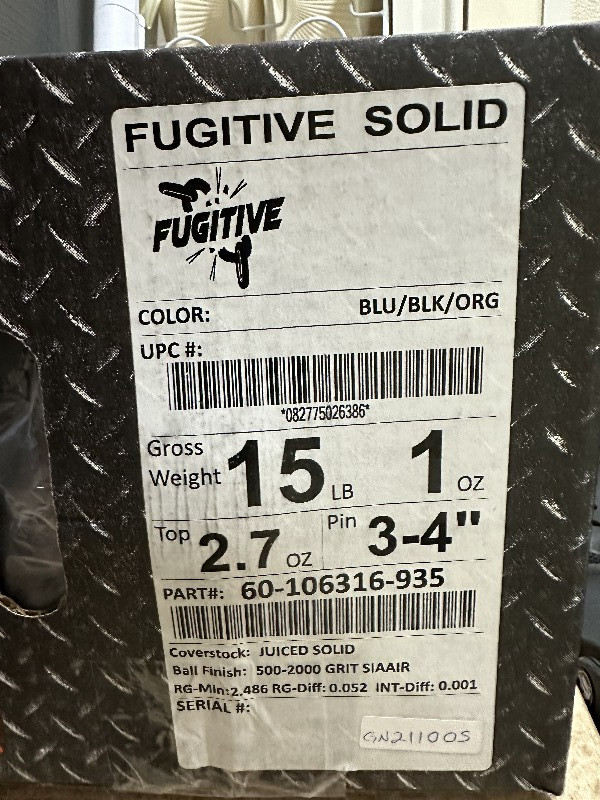 FUGITIVE SOLID
FUGITIVE
COLOR: BLU/BLK/ORG
UPC #:
*082775026386*
Gross Weight 15 LB 1 OZ
Top 2.7 OZ Pin 3-4"
PART#: 60-106316-935
Coverstock: JUICED SOLID
Ball Finish: 500-2000 GRIT SIAAIR
RG-Min:2.486 RG-Diff: 0.052 INT-Diff: 0.001
SERIAL #:
GN211005